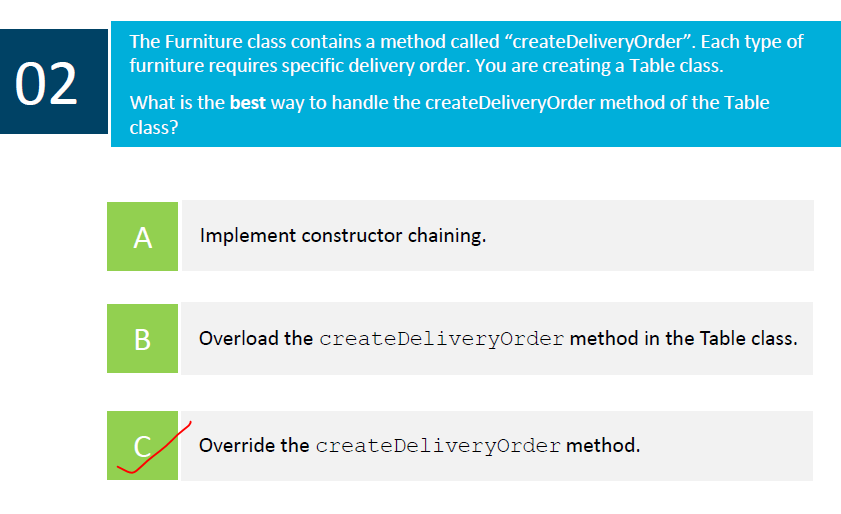 02
The Furniture class contains a method called “createDeliveryOrder”. Each type of
furniture requires specific delivery order. You are creating a Table class.
What is the best way to handle the createDeliveryOrder method of the Table
class?
A
Implement constructor chaining.
B
Overload the createDeliveryOrder method in the Table class.
C
Override the createDeliveryOrder method.